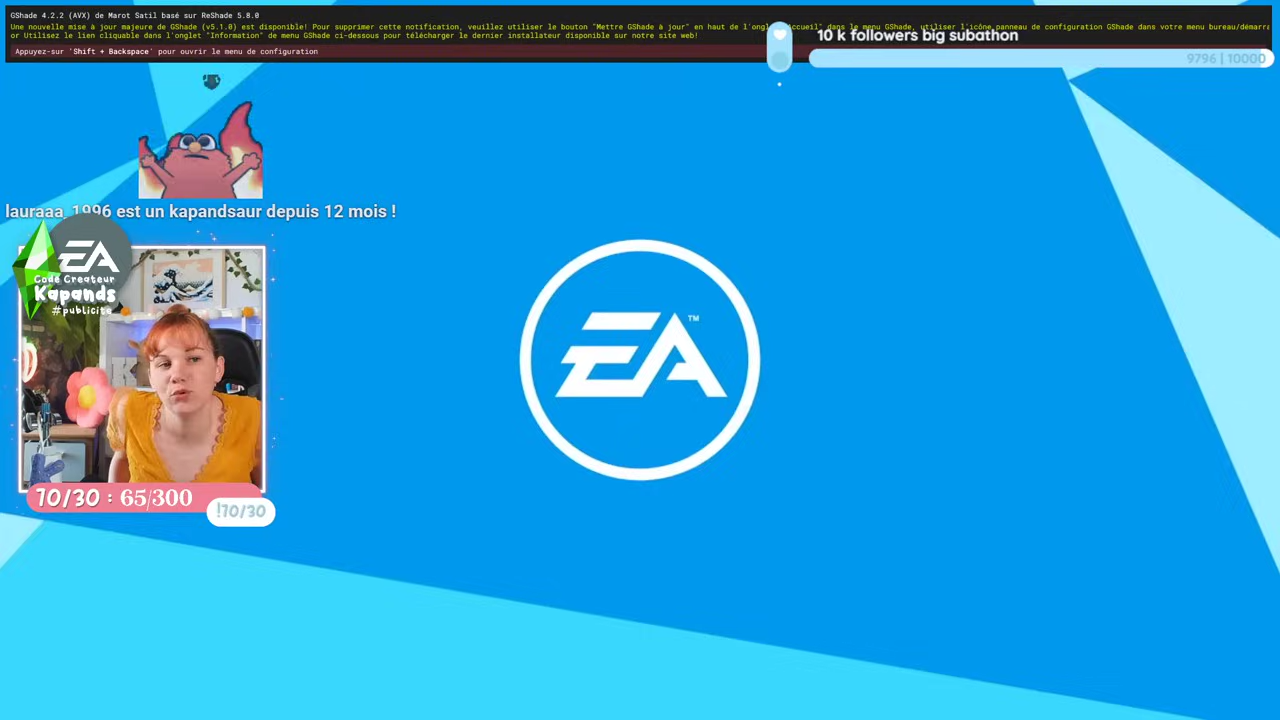 GShade 4.2.2 (AVX) de Marot Satil basé sur ReShade 5.8.0
Une nouvelle mise à jour majeure de GShade (v5.1.0) est disponible! Pour supprimer cette notification, veuillez utiliser le bouton "Mettre GShade à jour" en haut de l'onglet "Accueil" dans le menu GShade, utiliser l'icône panneau de configuration GShade dans votre menu bureau/démarra
or Utilisez le lien cliquable dans l'onglet "Information" de menu GShade ci-dessous pour télécharger le dernier installateur disponible sur notre site web!
Appuyez-sur 'Shift + Backspace' pour ouvrir le menu de configuration
10 k followers big subathon
9796 | 10000
lauraaa_1996 est un kapandsaur depuis 12 mois !
EA
Code Créateur
Kapands
#publicité
EA™
70/30 : 65/300
!70/30